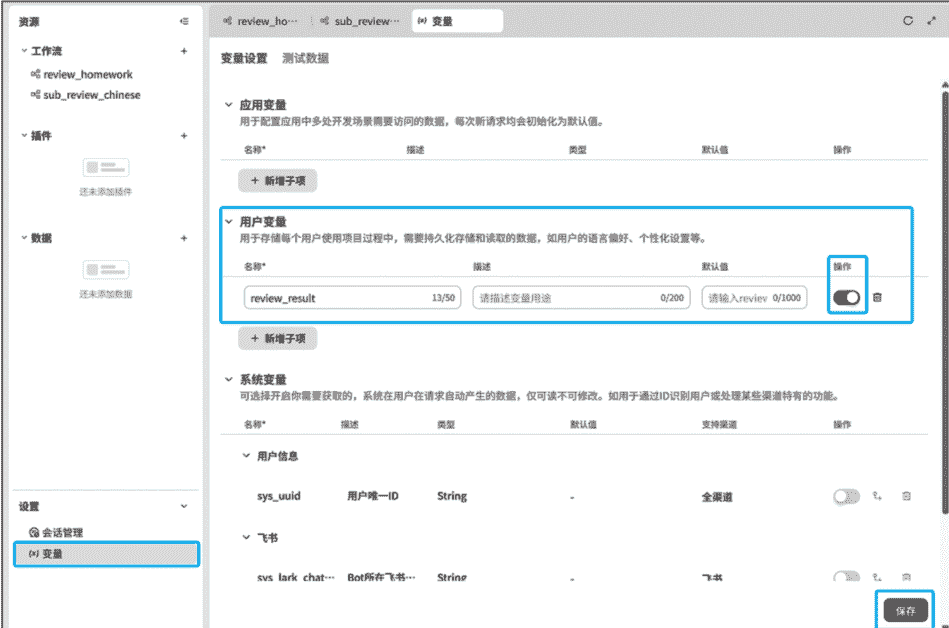 资源
工作流
+
review_homework
sub_review_chinese
插件
+
还未添加插件
数据
+
还未添加数据
设置
会话管理
(x) 变量
review_ho…
sub_review…
(x) 变量
变量设置 测试数据
应用变量
用于配置应用中多处开发场景需要访问的数据，每次新请求均会初始化为默认值。
名称* 描述 类型 默认值 操作
+ 新增子项
用户变量
用于存储每个用户使用项目过程中，需要持久化存储和读取的数据，如用户的语言偏好、个性化设置等。
名称* 描述 默认值 操作
review_result 13/50 请描述变量用途 0/200 请输入review 0/1000
+ 新增子项
系统变量
可选择开启你需要获取的，系统在用户在请求自动产生的数据，仅可读不可修改。如用于通过ID识别用户或处理某些渠道特有的功能。
名称* 描述 类型 默认值 支持渠道 操作
用户信息
sys_uuid 用户唯一ID String - 全渠道
飞书
sys_lark_chat… Bot所在飞书… String - 飞书
保存